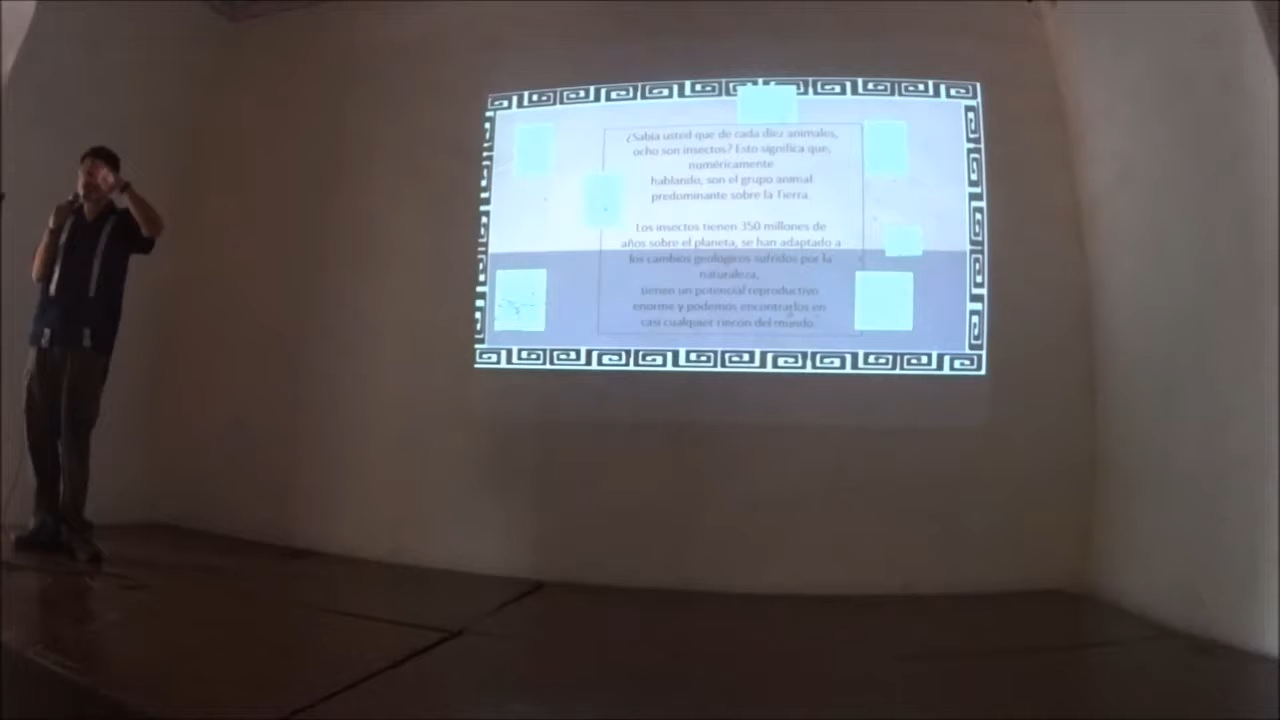 ¿Sabía usted que de cada diez animales,
ocho son insectos? Esto significa que,
numéricamente
hablando, son el grupo animal
predominante sobre la Tierra.
Los insectos tienen 350 millones de
años sobre el planeta, se han adaptado a
los cambios geológicos sufridos por la
naturaleza,
tienen un potencial reproductivo
enorme y podemos encontrarlos en
casi cualquier rincón del mundo